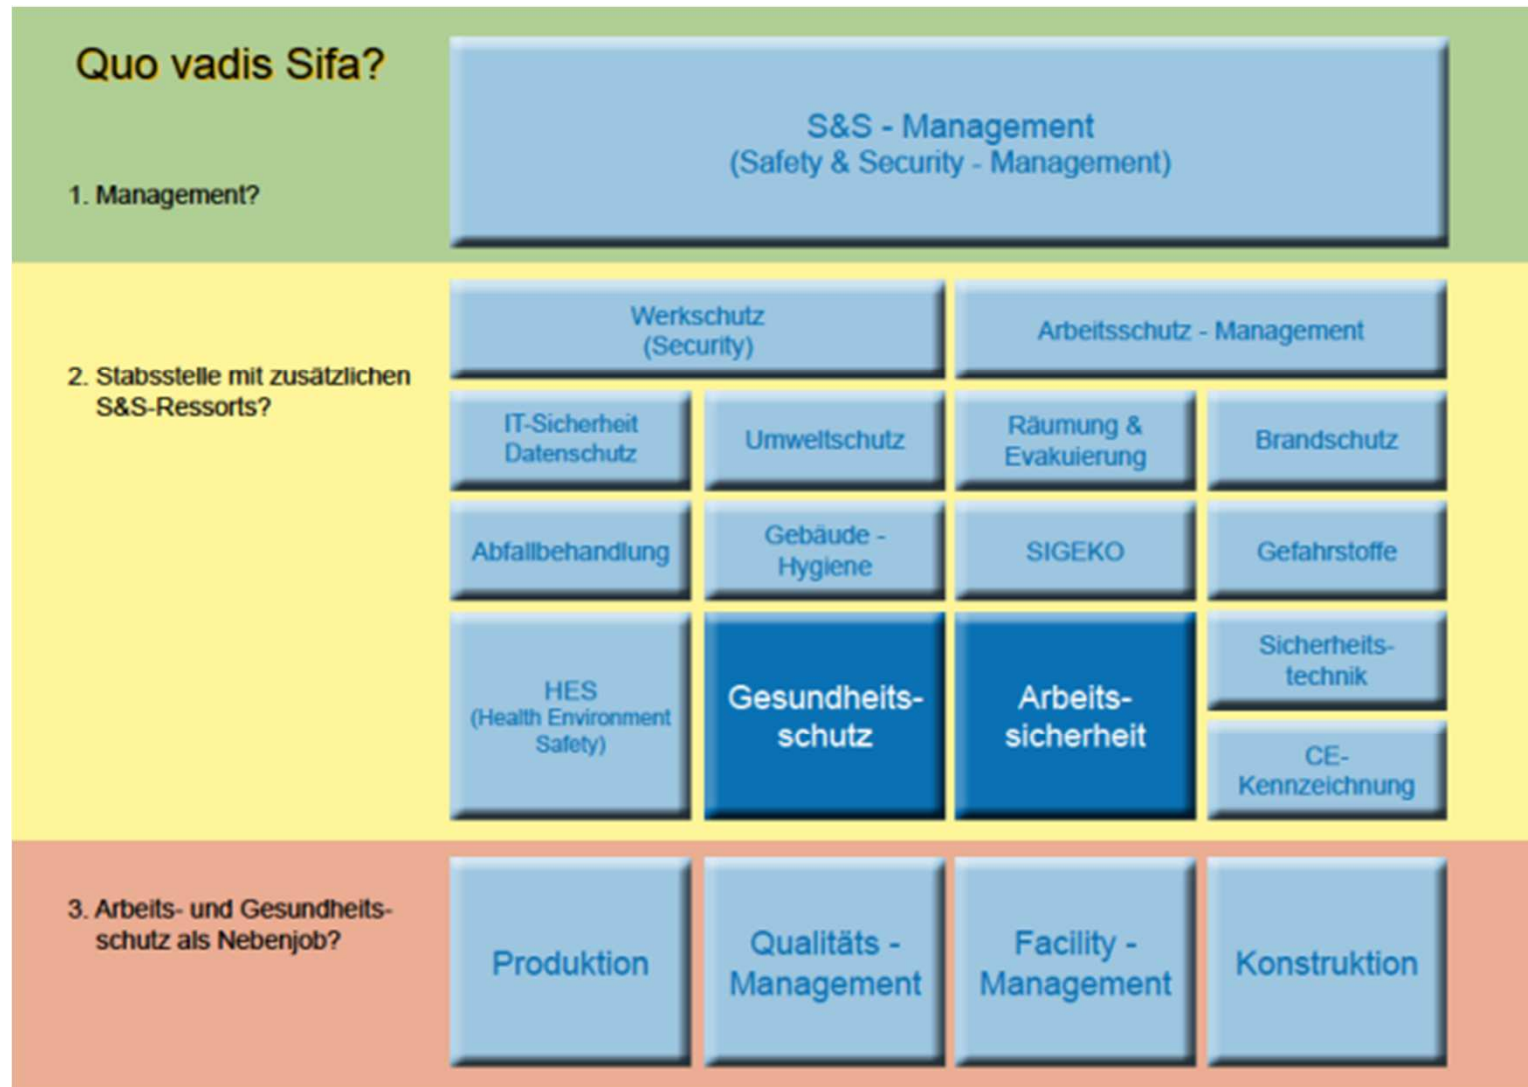 Quo vadis Sifa?
S&S - Management
(Safety & Security - Management)
1. Management?
Werkschutz
(Security)
Arbeitsschutz - Management
2. Stabsstelle mit zusätzlichen
S&S-Ressorts?
IT-Sicherheit
Datenschutz
Umweltschutz
Räumung &
Evakuierung
Brandschutz
Abfallbehandlung
Gebäude -
Hygiene
SIGEKO
Gefahrstoffe
HES
(Health Environment
Safety)
Gesundheits-
schutz
Arbeits-
sicherheit
Sicherheits-
technik
CE-
Kennzeichnung
3. Arbeits- und Gesundheits-
schutz als Nebenjob?
Produktion
Qualitäts -
Management
Facility -
Management
Konstruktion